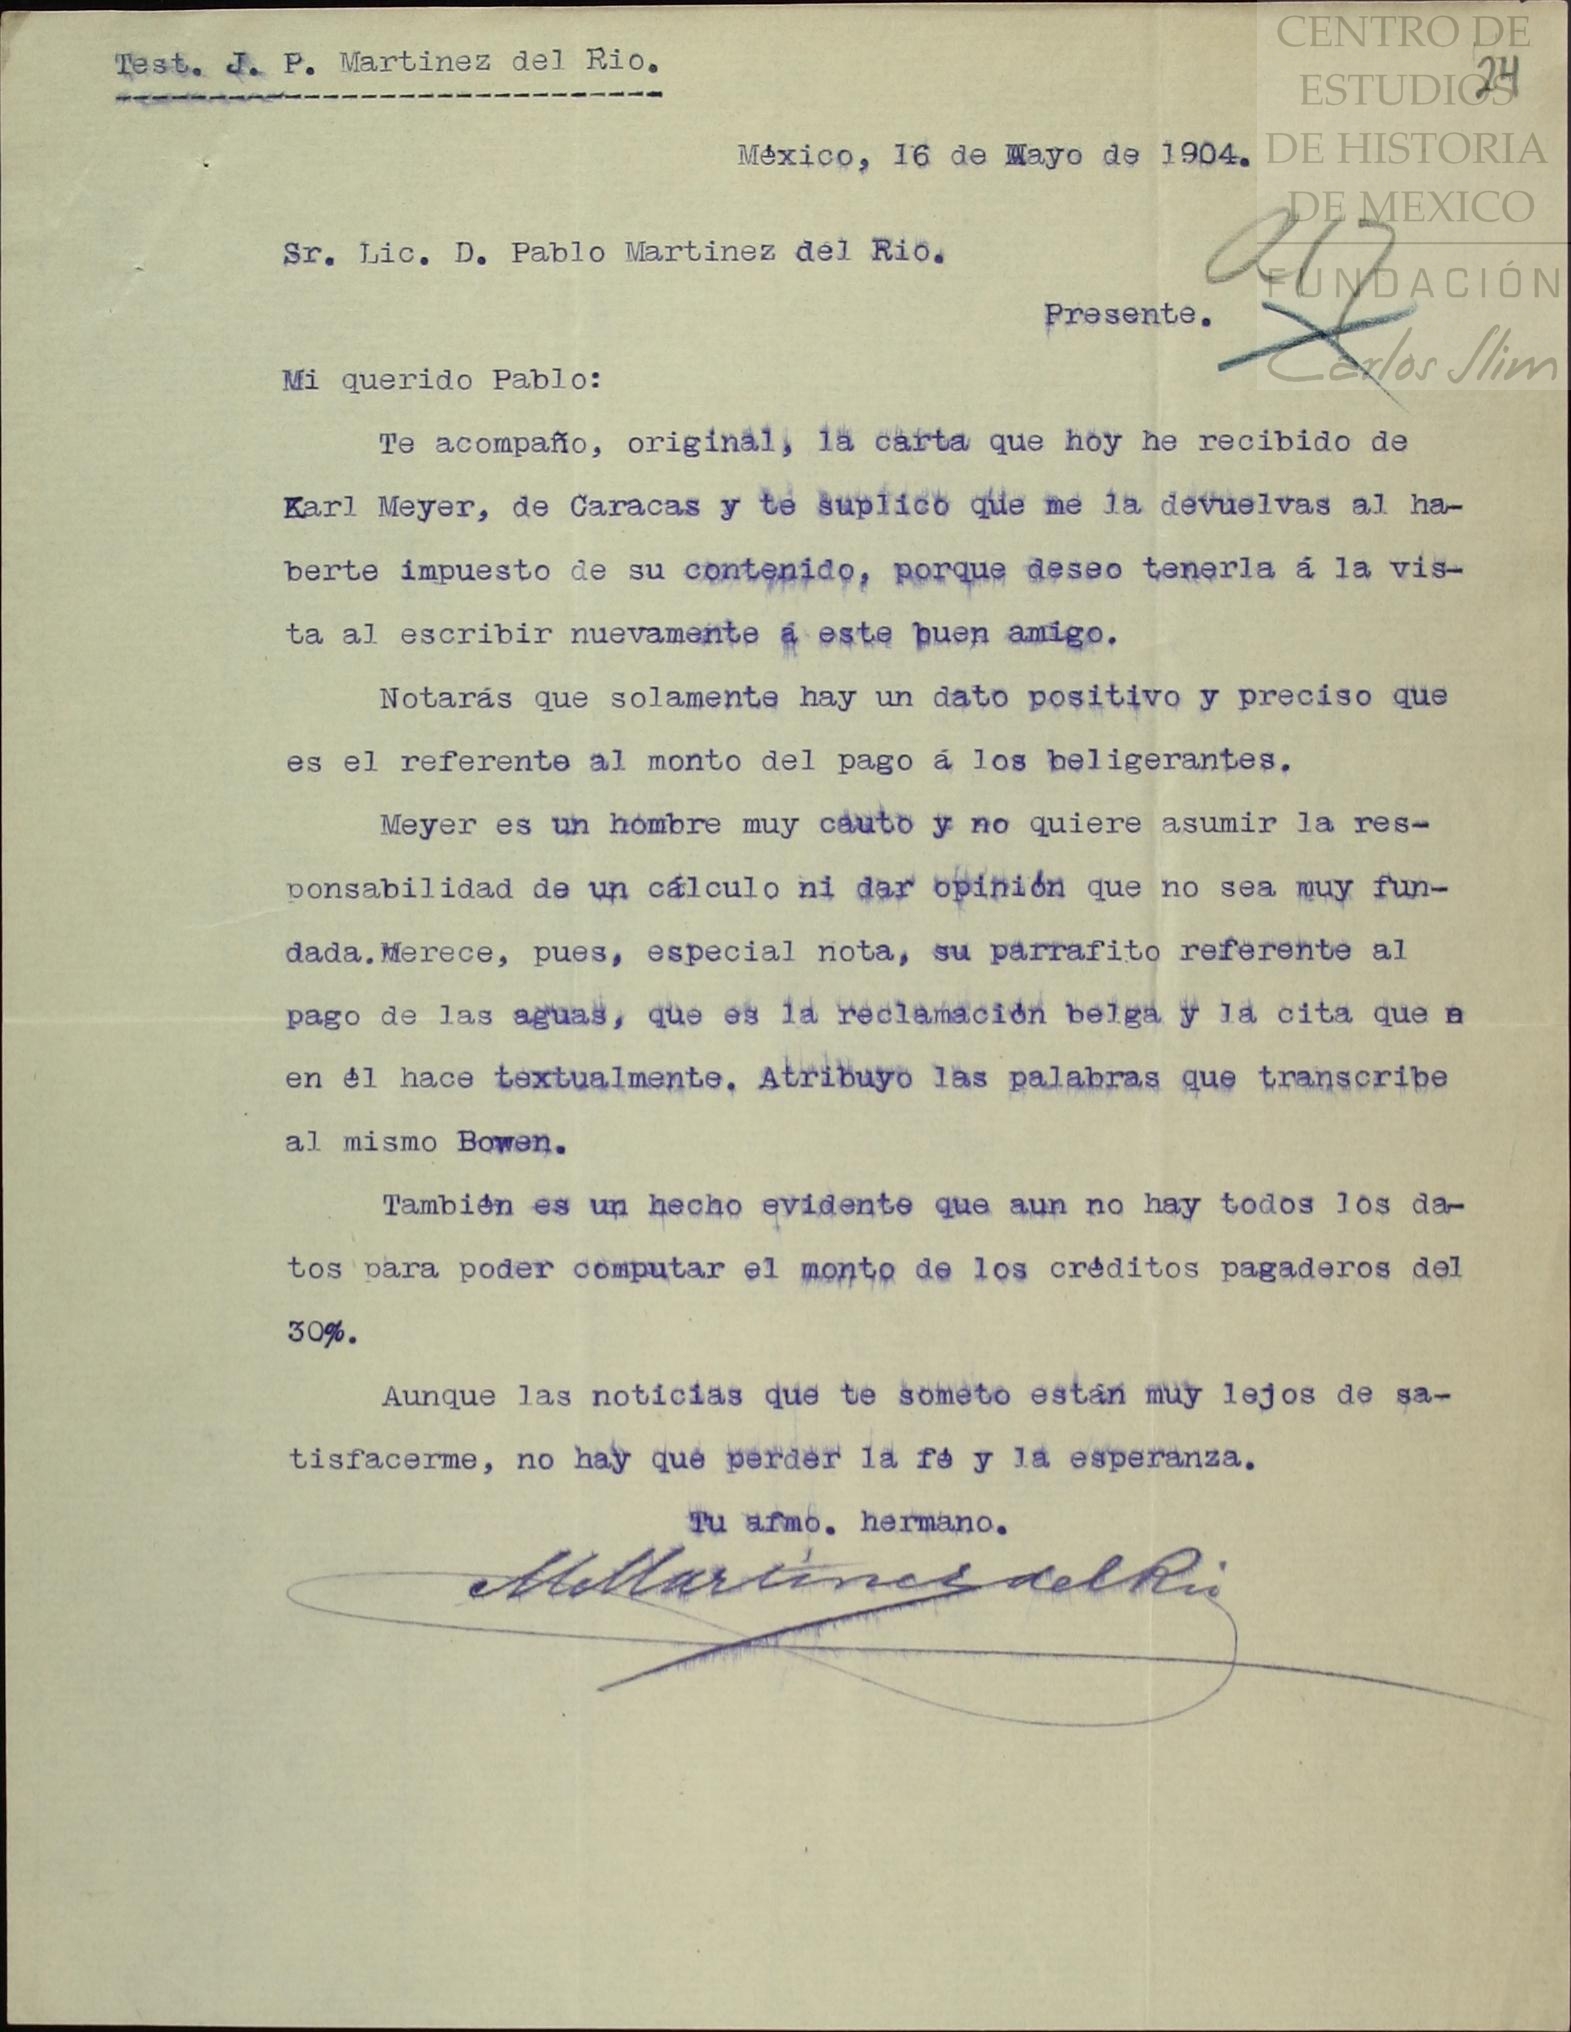 CENTRO DE
ESTUDIOS
DE HISTORIA
DE MEXICO
FUNDACIÓN
Carlos Slim
24
Test. J. P. Martinez del Rio.
México, 16 de Mayo de 1904.
Sr. Lic. D. Pablo Martinez del Rio.
Presente.
Mi querido Pablo:
Te acompaño, original, la carta que hoy he recibido de
Karl Meyer, de Caracas y te suplico que me la devuelvas al ha-
berte impuesto de su contenido, porque deseo tenerla á la vis-
ta al escribir nuevamente á este buen amigo.
Notarás que solamente hay un dato positivo y preciso que
es el referente al monto del pago á los beligerantes.
Meyer es un hombre muy cauto y no quiere asumir la res-
ponsabilidad de un cálculo ni dar opinión que no sea muy fun-
dada.Merece, pues, especial nota, su parrafito referente al
pago de las aguas, que es la reclamación belga y la cita que
en él hace textualmente. Atribuyo las palabras que transcribe
al mismo Bowen.
También es un hecho evidente que aun no hay todos los da-
tos para poder computar el monto de los créditos pagaderos del
30%.
Aunque las noticias que te someto están muy lejos de sa-
tisfacerme, no hay que perder la fé y la esperanza.
Tu afmo. hermano.
M Martínez del Rio